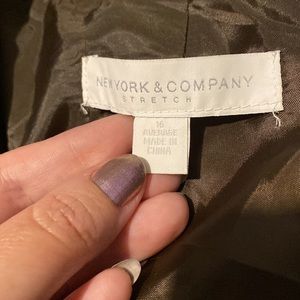 NEW YORK & COMPANY
STRETCH
16
AVERAGE
MADE IN
CHINA